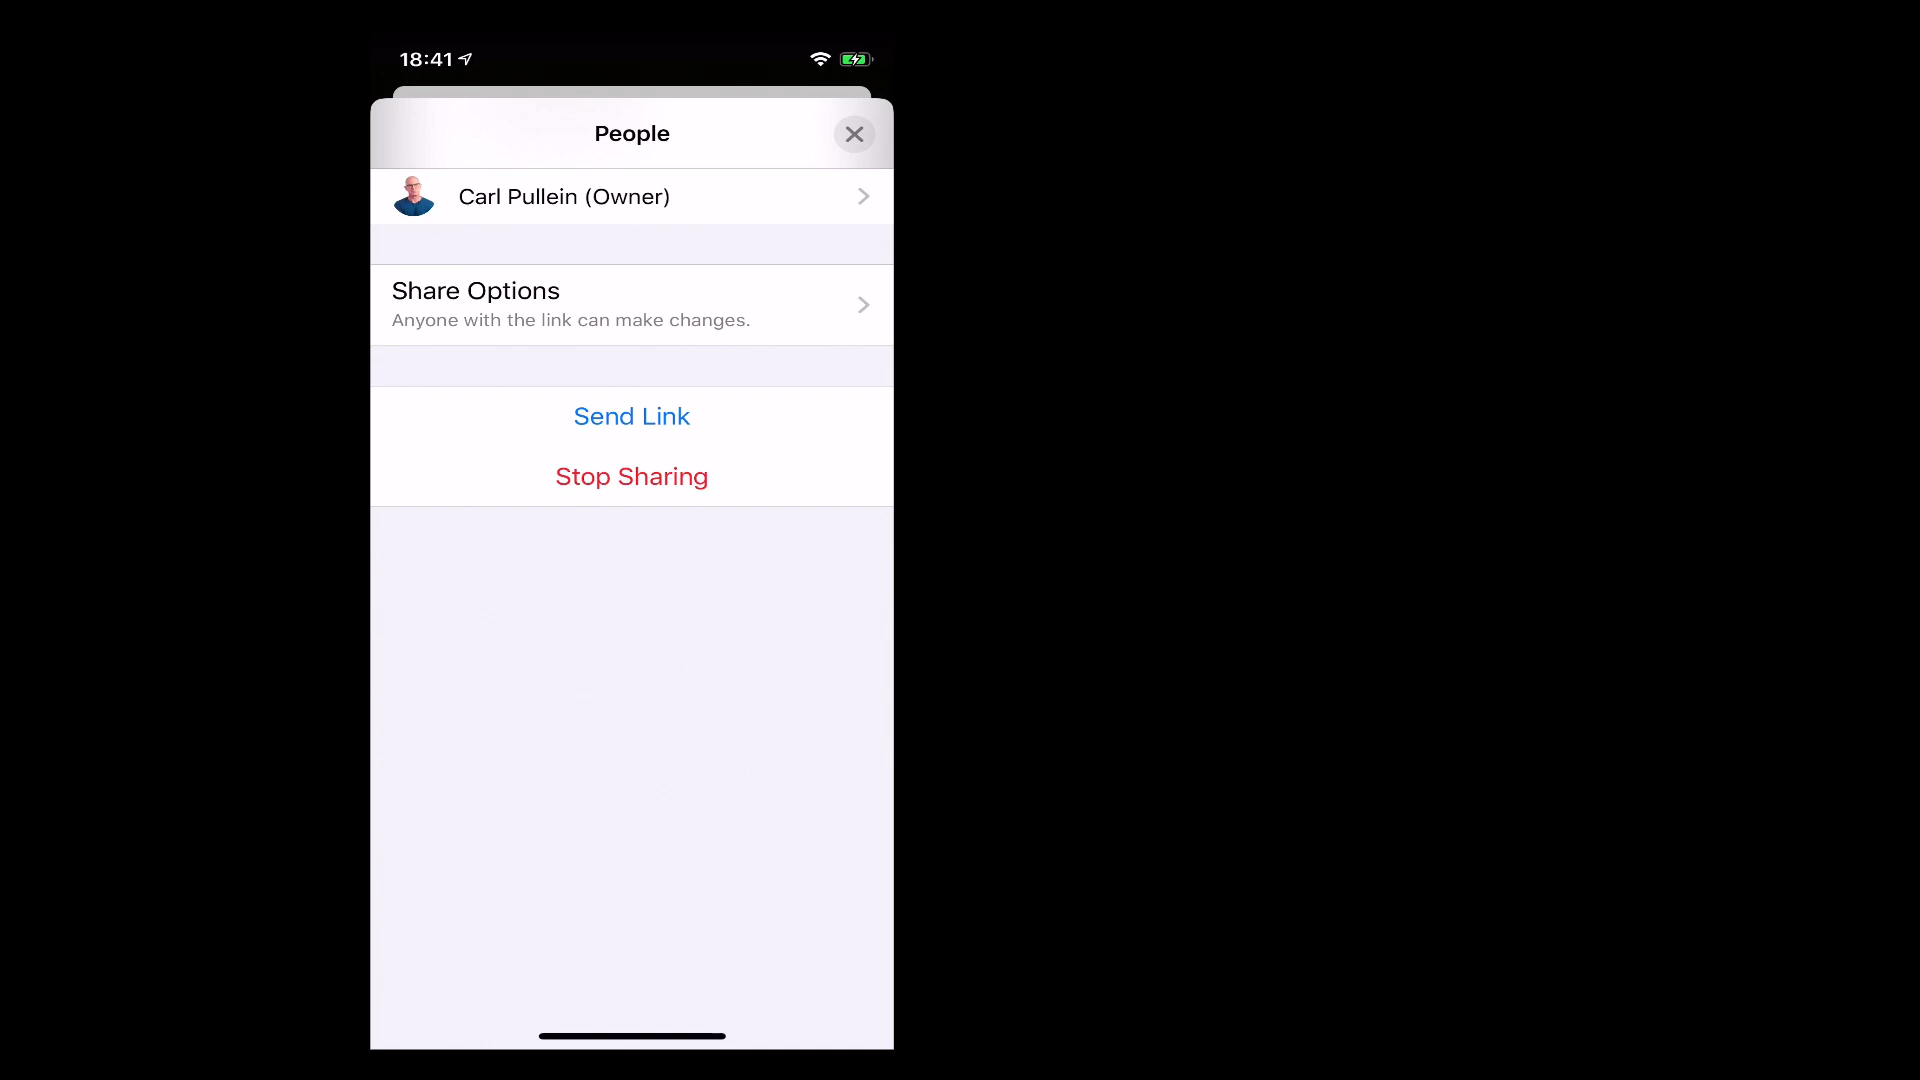 18:41
People
Carl Pullein (Owner)
Share Options
Anyone with the link can make changes.
Send Link
Stop Sharing